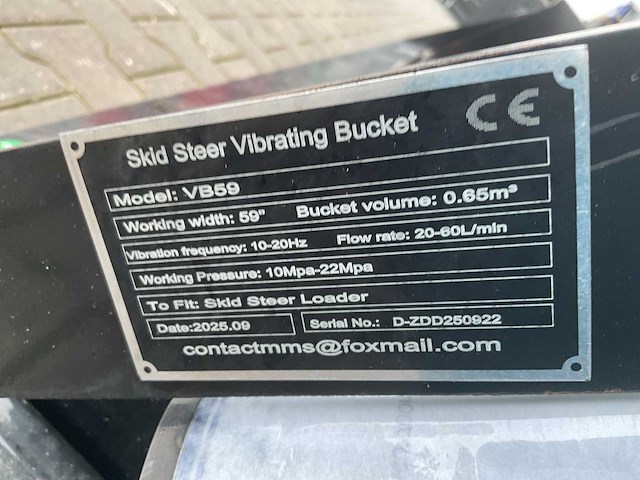 CE
Skid Steer Vibrating Bucket
Model: VB59
Working width: 59" Bucket volume: 0.65m³
Vibration frequency: 10-20Hz Flow rate: 20-60L/min
Working Pressure: 10Mpa-22Mpa
To Fit: Skid Steer Loader
Date:2025.09 Serial No.: D-ZDD250922
contactmms@foxmail.com